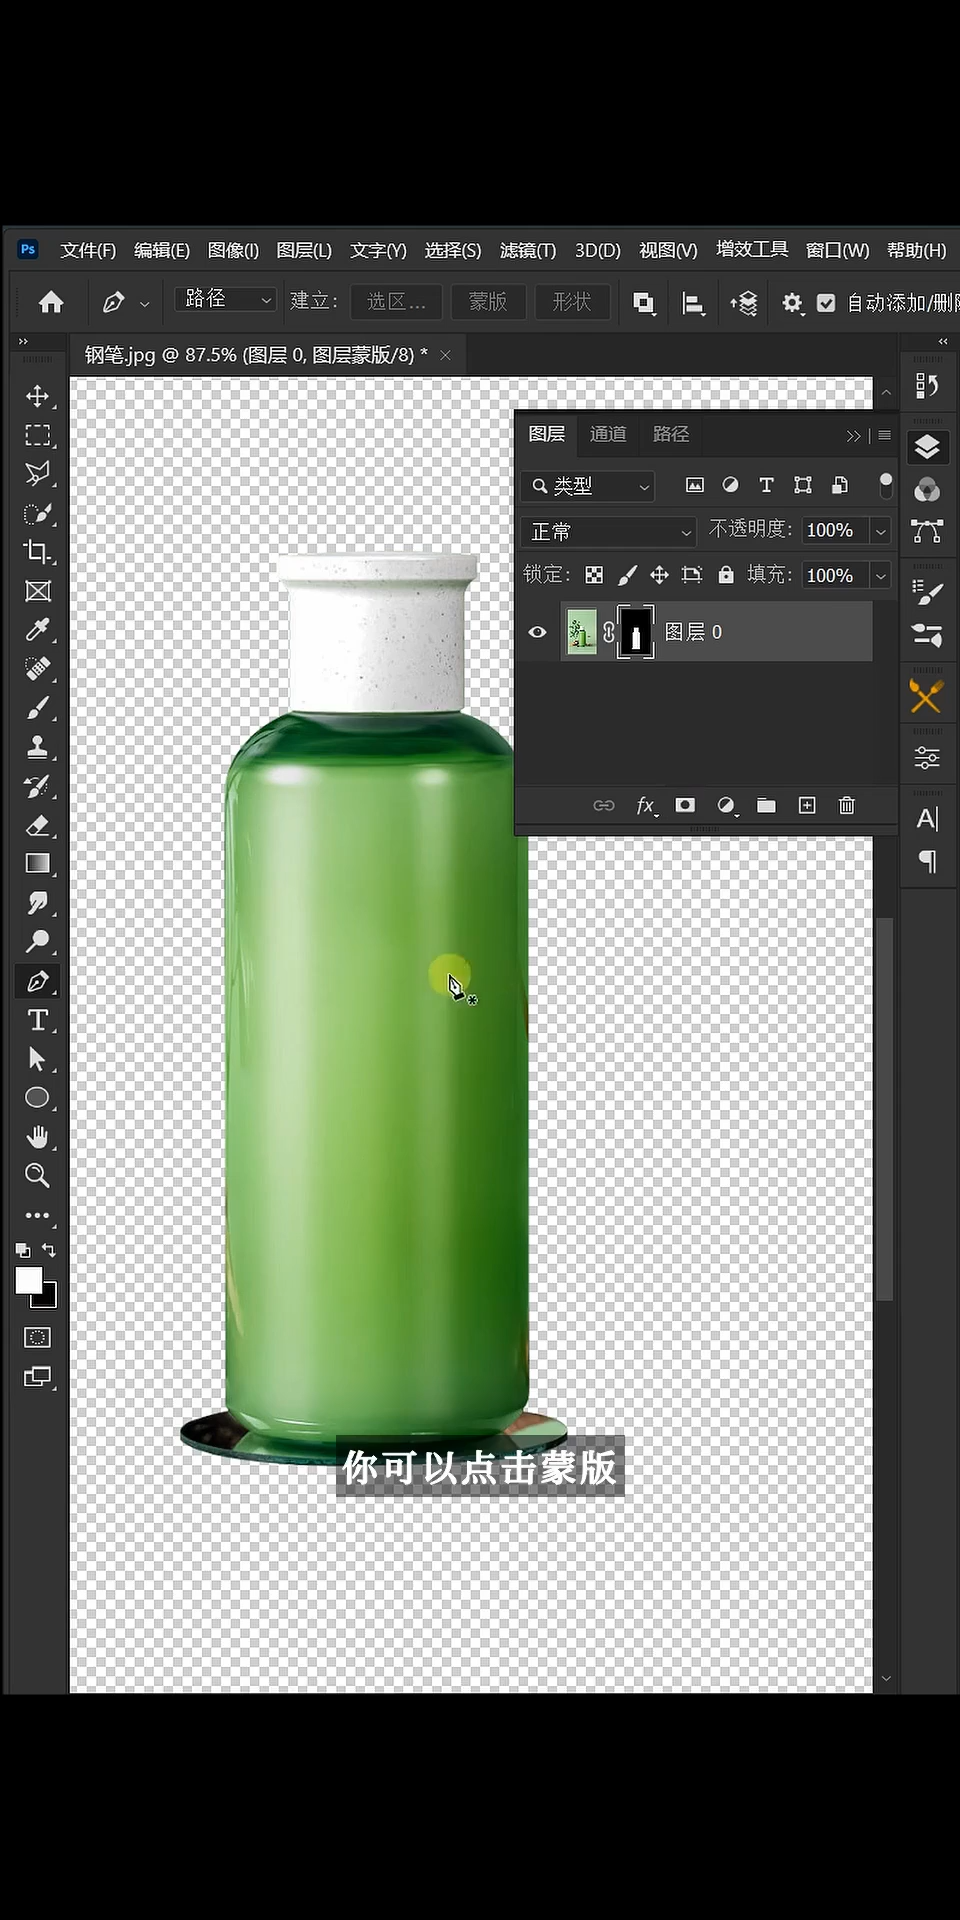 Ps 文件(F) 编辑(E) 图像(I) 图层(L) 文字(Y) 选择(S) 滤镜(T) 3D(D) 视图(V) 增效工具 窗口(W) 帮助(H)
路径 建立： 选区… 蒙版 形状 自动添加/删
钢笔.jpg @ 87.5% (图层 0, 图层蒙版/8) *
图层 通道 路径
类型
正常 不透明度： 100%
锁定： 填充： 100%
图层 0
fx
你可以点击蒙版